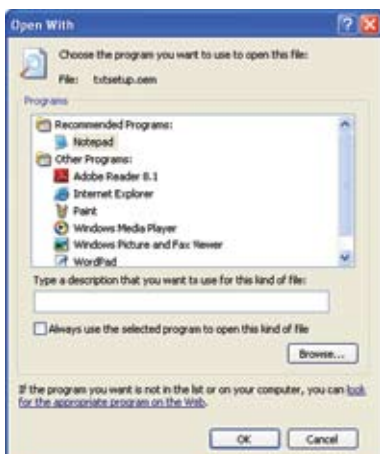 Open With
Choose the program you want to use to open this file:
File: txtsetup.oem
Programs
Recommended Programs:
Notepad
Other Programs:
Adobe Reader 8.1
Internet Explorer
Paint
Windows Media Player
Windows Picture and Fax Viewer
WordPad
Type a description that you want to use for this kind of file:
Always use the selected program to open this kind of file
Browse...
If the program you want is not in the list or on your computer, you can look
for the appropriate program on the Web.
OK Cancel